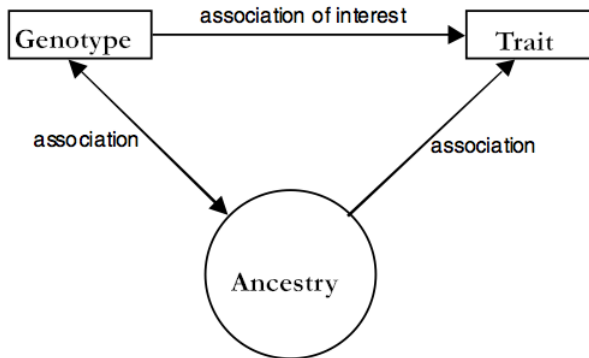 association of interest
Genotype
Trait
association
association
Ancestry